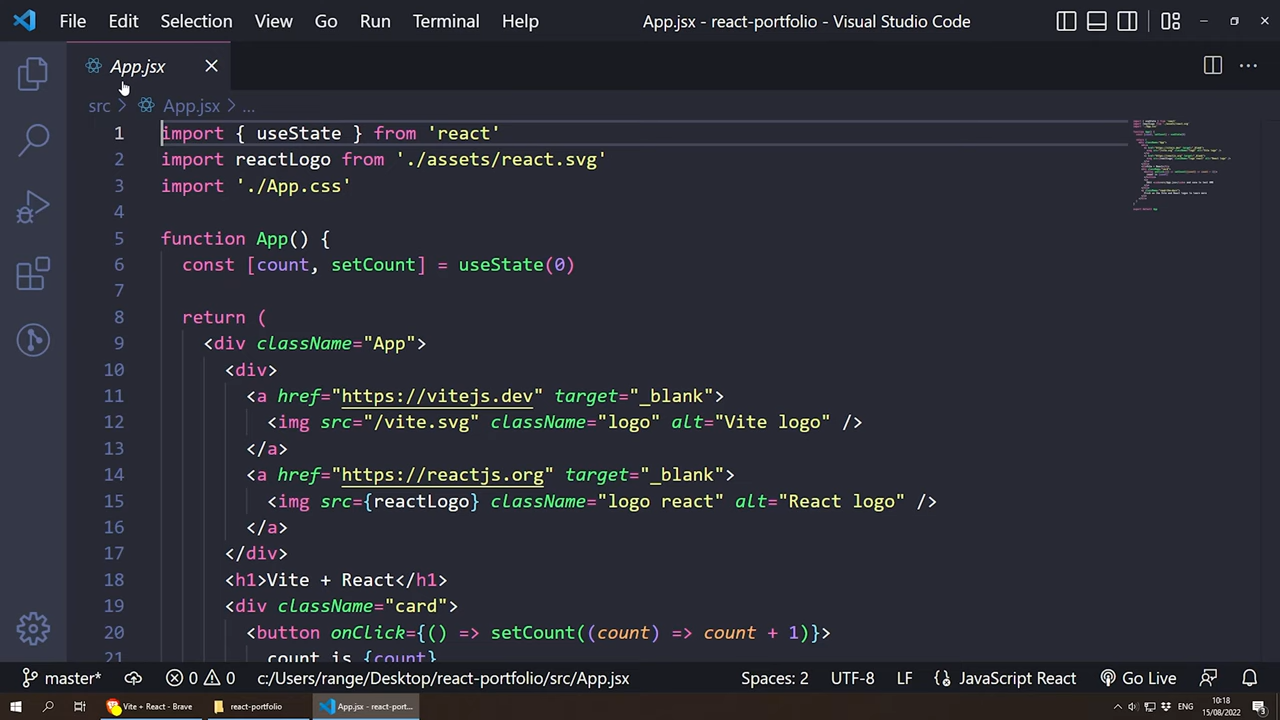 File Edit Selection View Go Run Terminal Help App.jsx - react-portfolio - Visual Studio Code
App.jsx
src > App.jsx > ...
1 import { useState } from 'react'
2 import reactLogo from './assets/react.svg'
3 import './App.css'
4
5 function App() {
6 const [count, setCount] = useState(0)
7
8 return (
9 <div className="App">
10 <div>
11 <a href="https://vitejs.dev" target="_blank">
12 <img src="/vite.svg" className="logo" alt="Vite logo" />
13 </a>
14 <a href="https://reactjs.org" target="_blank">
15 <img src={reactLogo} className="logo react" alt="React logo" />
16 </a>
17 </div>
18 <h1>Vite + React</h1>
19 <div className="card">
20 <button onClick={() => setCount((count) => count + 1)}>
21 count is {count}
master* 0 0 c:/Users/range/Desktop/react-portfolio/src/App.jsx Spaces: 2 UTF-8 LF {} JavaScript React Go Live
Vite + React - Brave react-portfolio App.jsx - react-port... ENG 10:18
15/08/2022 3